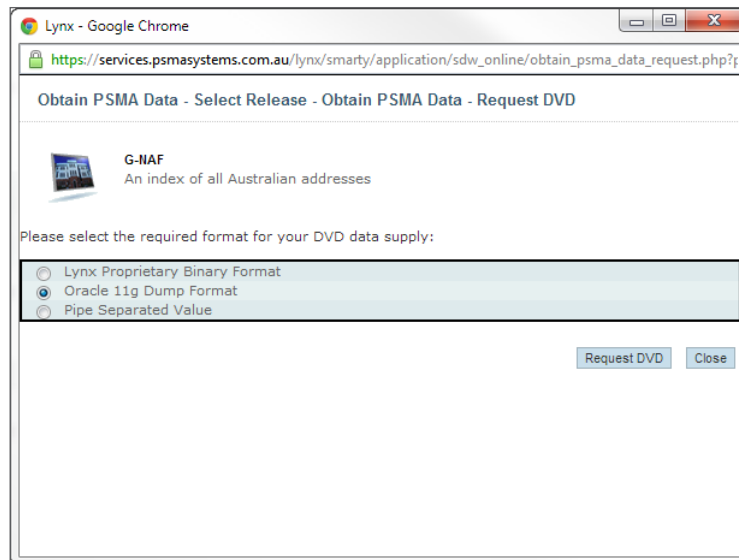 Lynx - Google Chrome
https://services.psmasystems.com.au/lynx/smarty/application/sdw_online/obtain_psma_data_request.php?p
Obtain PSMA Data - Select Release - Obtain PSMA Data - Request DVD
G-NAF
An index of all Australian addresses
Please select the required format for your DVD data supply:
Lynx Proprietary Binary Format
Oracle 11g Dump Format
Pipe Separated Value
Request DVD Close